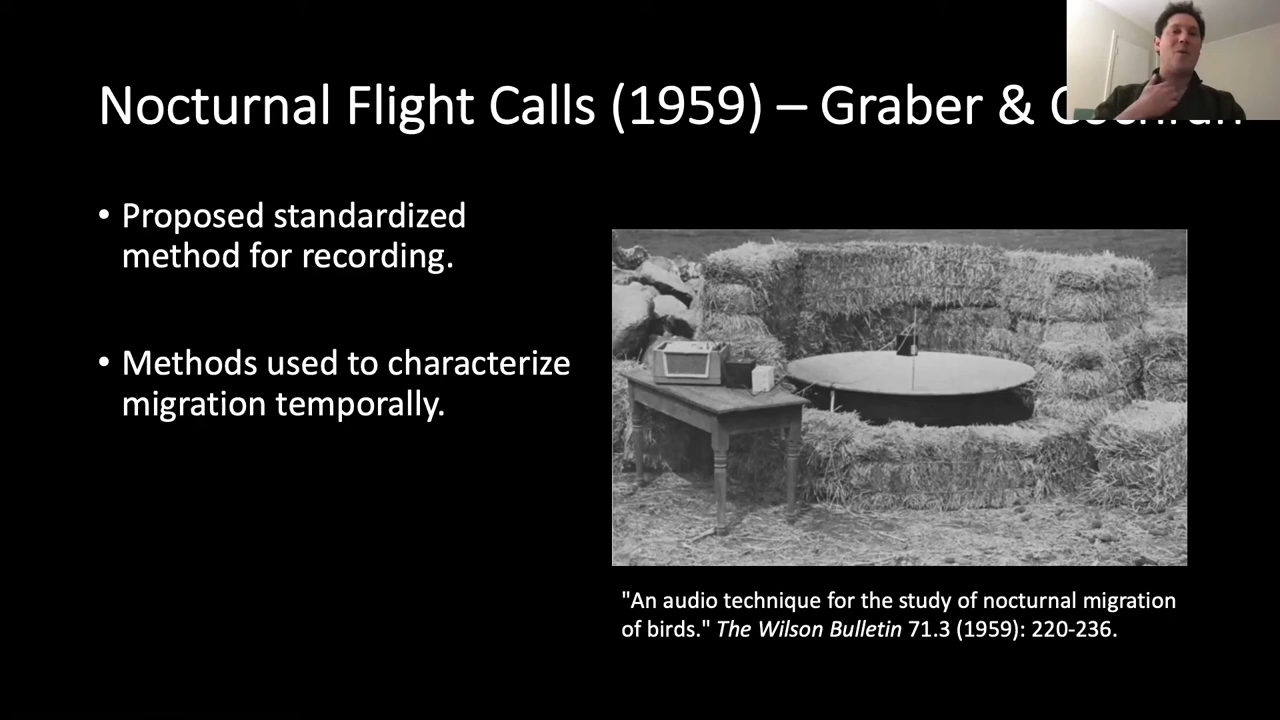 Nocturnal Flight Calls (1959) – Graber &
• Proposed standardized
method for recording.
• Methods used to characterize
migration temporally.
"An audio technique for the study of nocturnal migration
of birds." The Wilson Bulletin 71.3 (1959): 220-236.